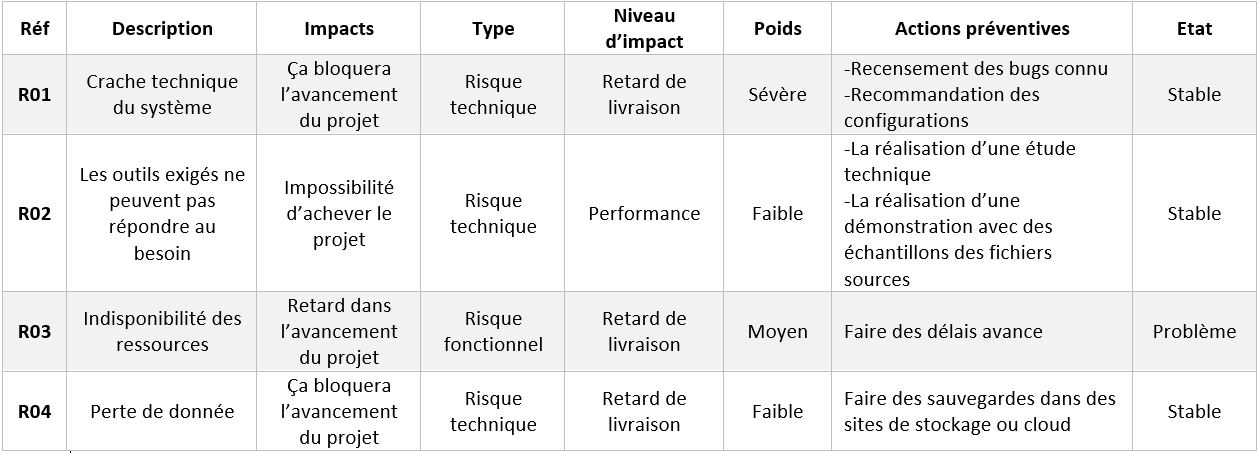 Réf Description Impacts Type Niveau d’impact Poids Actions préventives Etat
R01
Crache technique
du système
Ça bloquera
l’avancement
du projet
Risque
technique
Retard de
livraison
Sévère
-Recensement des bugs connu
-Recommandation des
configurations
Stable
R02
Les outils exigés ne
peuvent pas
répondre au
besoin
Impossibilité
d’achever le
projet
Risque
technique
Performance
Faible
-La réalisation d’une étude
technique
-La réalisation d’une
démonstration avec des
échantillons des fichiers
sources
Stable
R03
Indisponibilité des
ressources
Retard dans
l’avancement
du projet
Risque
fonctionnel
Retard de
livraison
Moyen
Faire des délais avance
Problème
R04
Perte de donnée
Ça bloquera
l’avancement
du projet
Risque
technique
Retard de
livraison
Faible
Faire des sauvegardes dans des
sites de stockage ou cloud
Stable